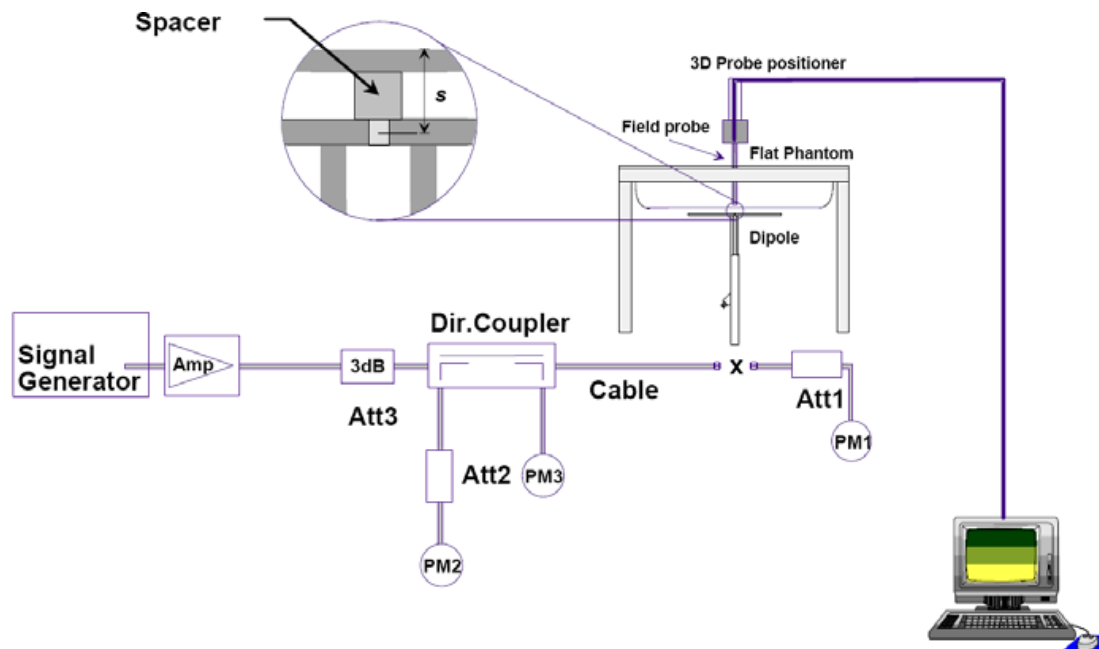 Spacer
s
3D Probe positioner
Field probe
Flat Phantom
Dipole
Signal
Generator
Amp
3dB
Att3
Dir.Coupler
Cable
X
Att1
PM1
Att2
PM3
PM2